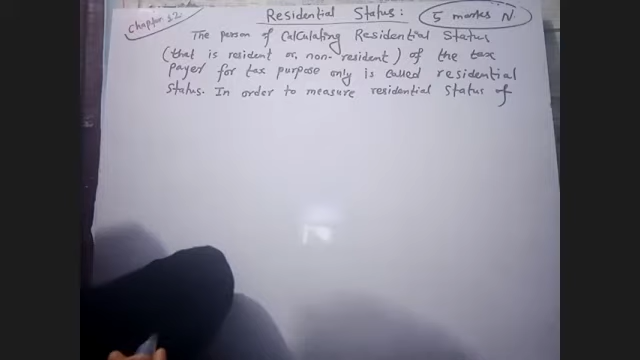 Chapter: 2
Residential Status:
5 marks N
The person of Calculating Residential Status
(that is resident or non-resident) of the tax
payer for tax purpose only is called residential
status. In order to measure residential status of